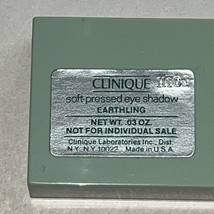 CLINIQUE
soft-pressed eye shadow
EARTHLING
NET WT. .03 OZ.
NOT FOR INDIVIDUAL SALE
Clinique Laboratories Inc., Dist.
N.Y., N.Y. 10022 Made in U.S.A.